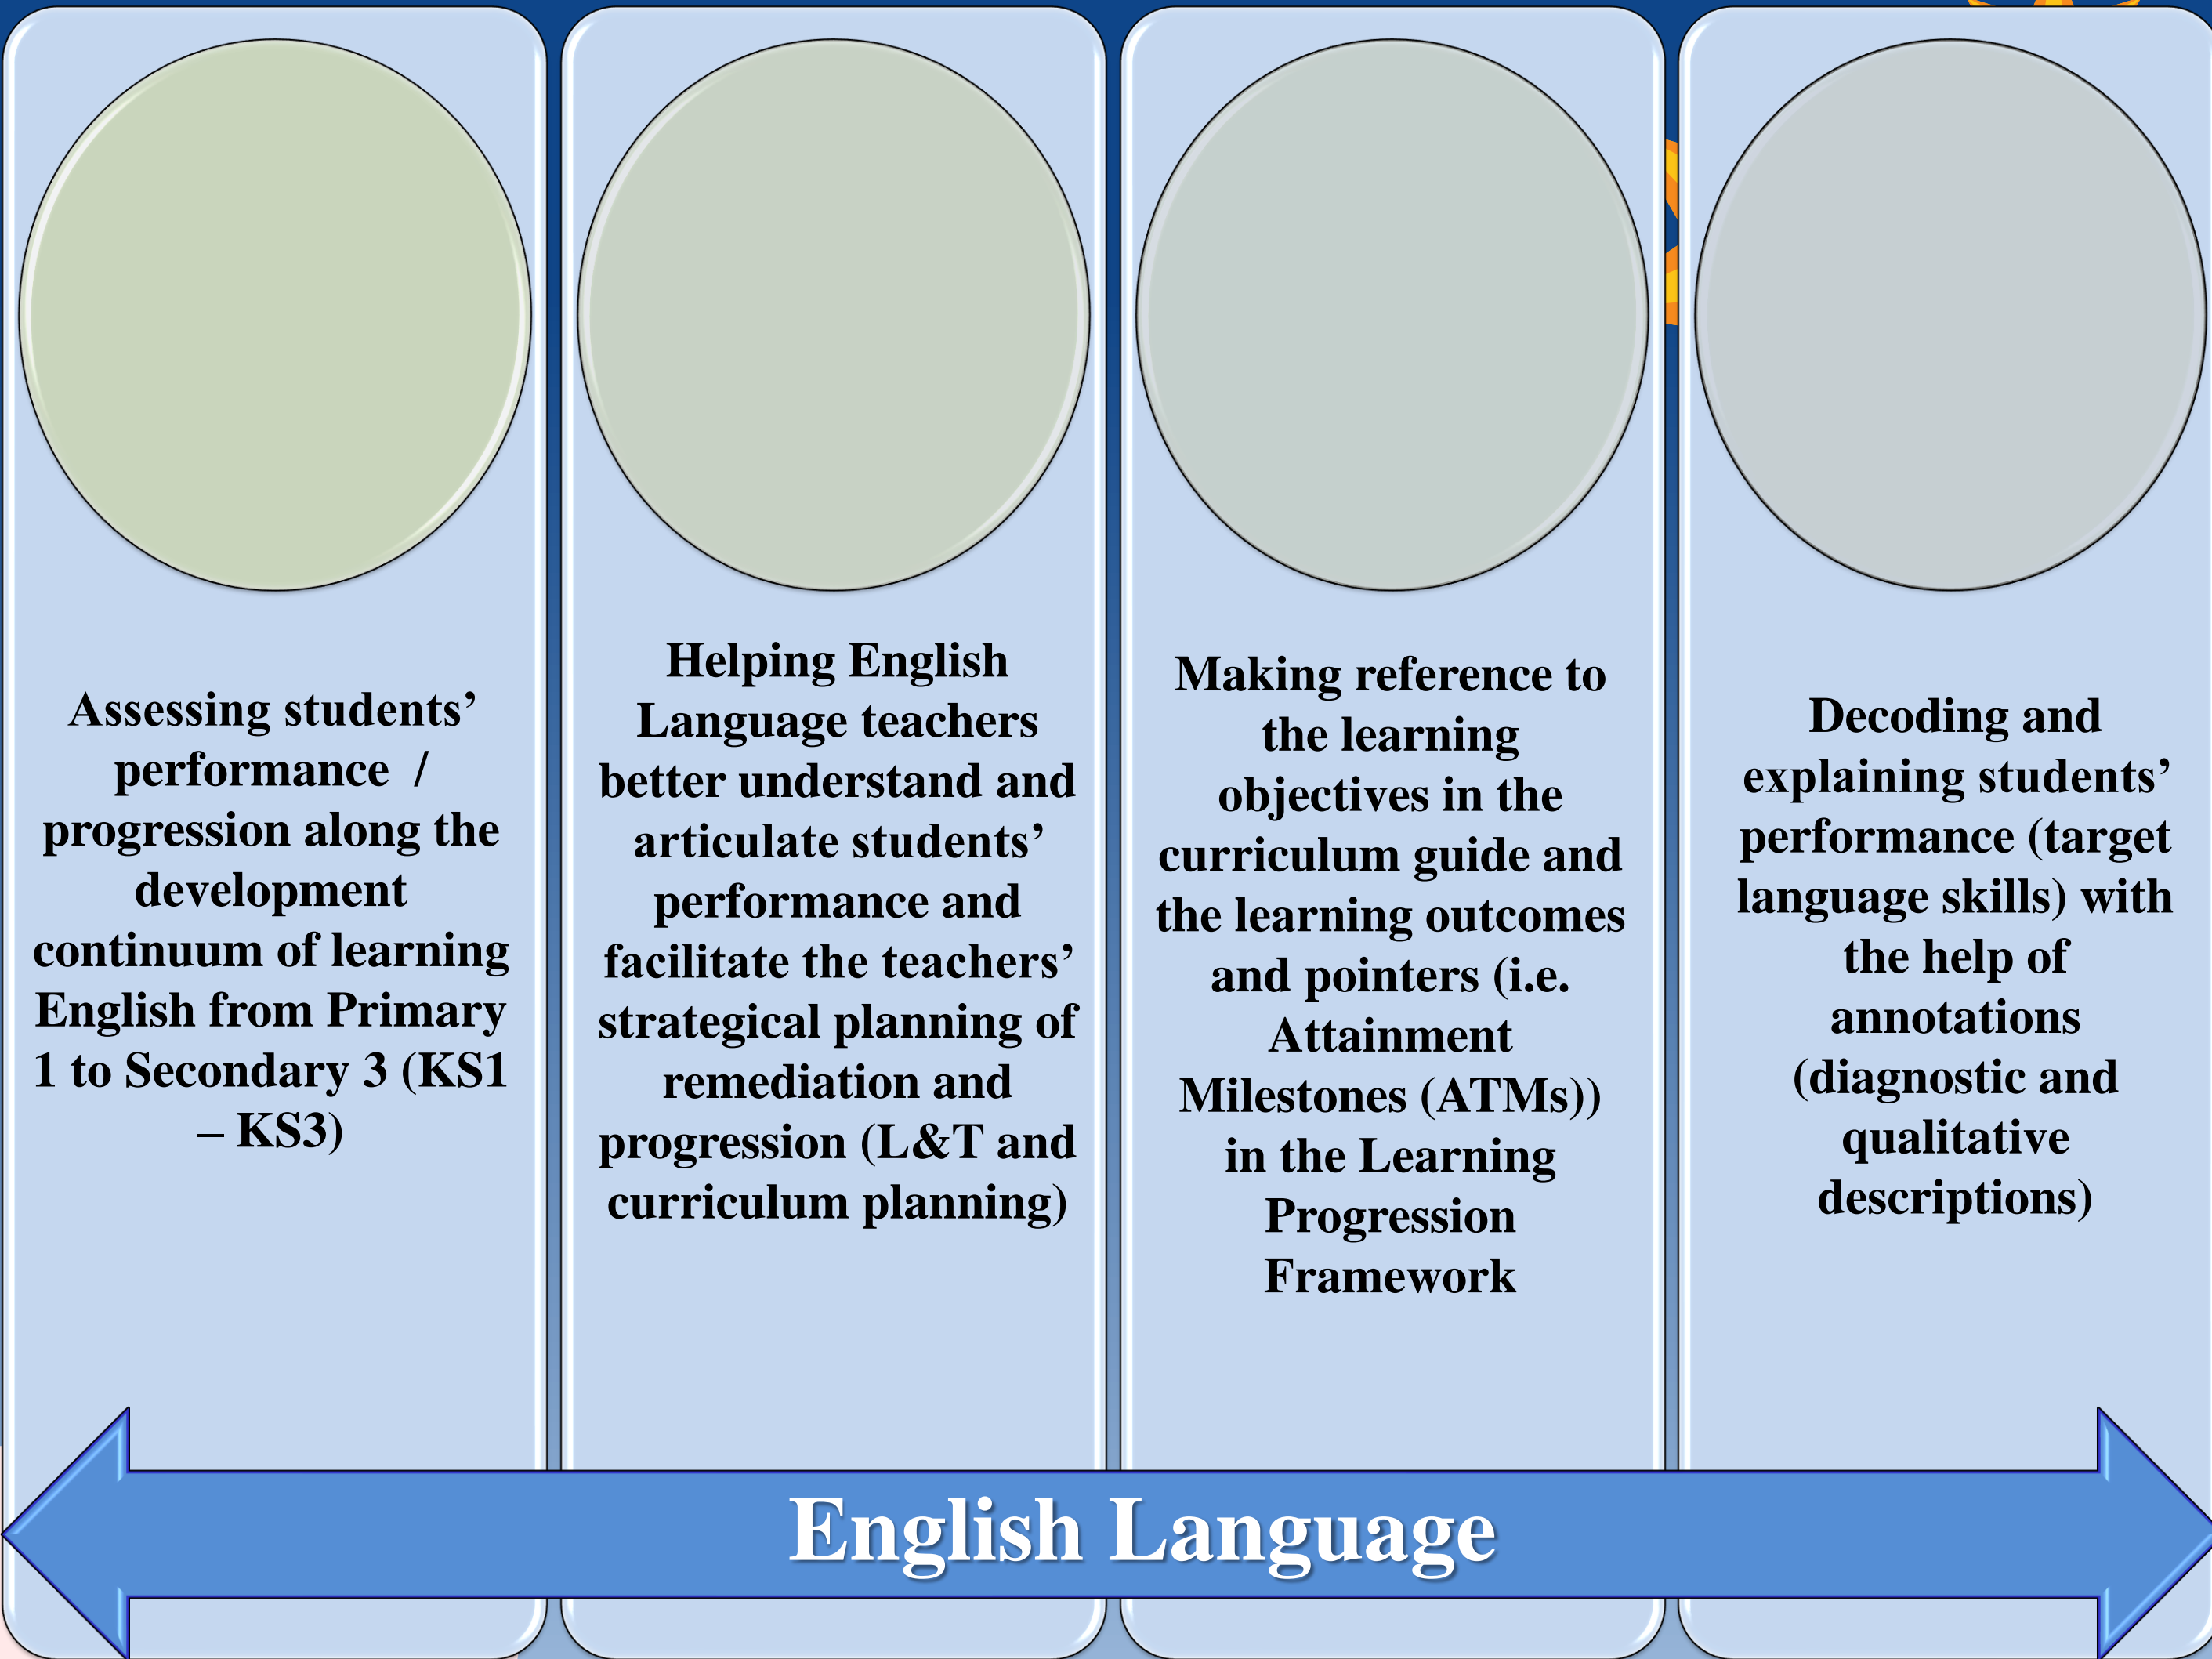 Assessing students’
performance  /
progression along the
development
continuum of learning
English from Primary
1 to Secondary 3 (KS1
– KS3)
Helping English
Language teachers
better understand and
articulate students’
performance and
facilitate the teachers’
strategical planning of
remediation and
progression (L&T and
curriculum planning)
Making reference to
the learning
objectives in the
curriculum guide and
the learning outcomes
and pointers (i.e.
Attainment
Milestones (ATMs))
in the Learning
Progression
Framework
Decoding and
explaining students’
performance (target
language skills) with
the help of
annotations
(diagnostic and
qualitative
descriptions)
English Language